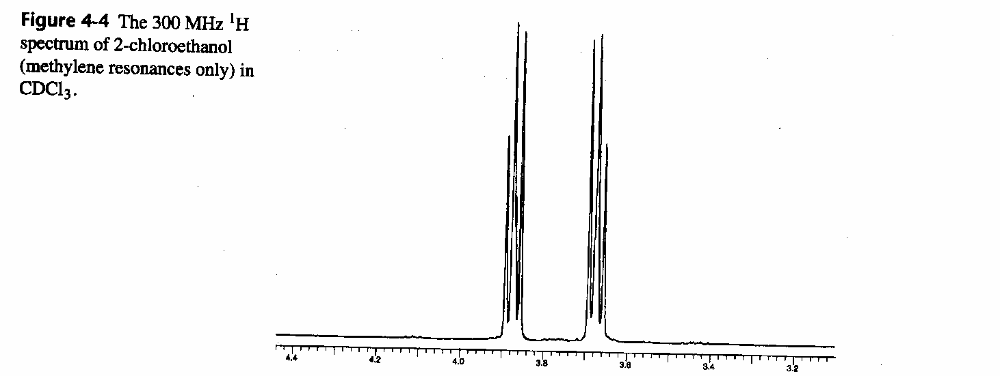 Figure 4-4 The 300 MHz ¹H
spectrum of 2-chloroethanol
(methylene resonances only) in
CDCl₃.
4.4 4.2 4.0 3.8 3.6 3.4 3.2